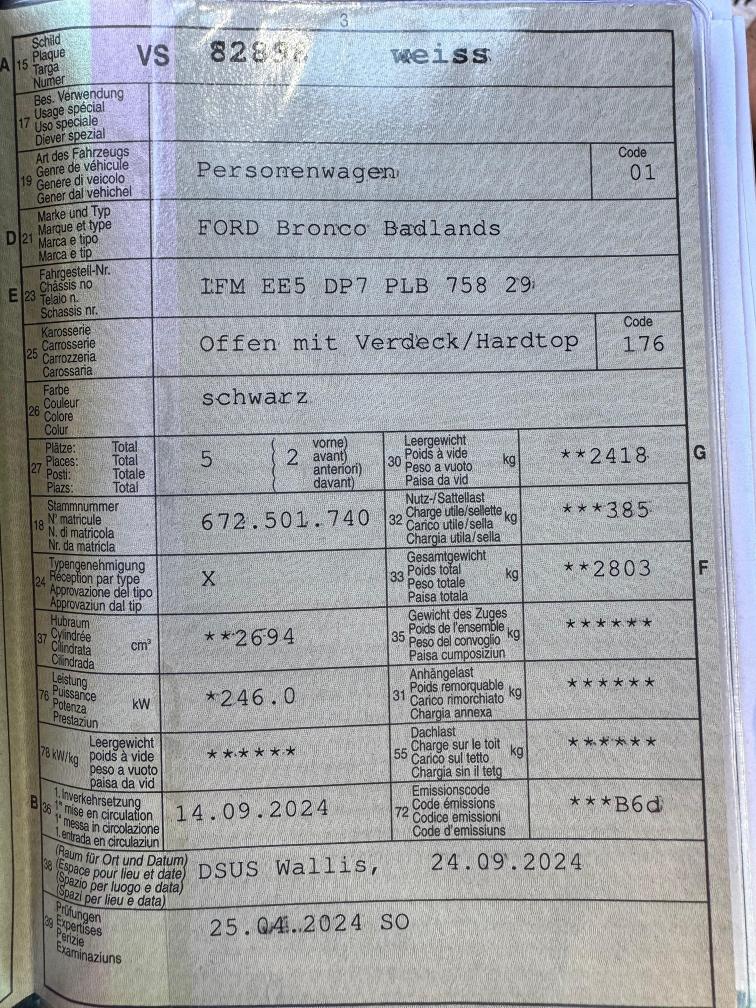 3
A 15 Schild
Plaque
Targa
Numer
VS weiss
17 Bes. Verwendung
Usage spécial
Uso speciale
Diever spezial
19 Art des Fahrzeugs
Genre de véhicule
Genere di veicolo
Gener dal vehichel
Personenwagen
Code
01
D 21 Marke und Typ
Marque et type
Marca e tipo
Marca e tip
FORD Bronco Badlands
E 23 Fahrgestell-Nr.
Châssis no
Telaio n.
Schassis nr.
1FM EE5 DP7 PLB 758 29
25 Karosserie
Carrosserie
Carrozzeria
Carossaria
Offen mit Verdeck/Hardtop
Code
176
26 Farbe
Couleur
Colore
Colur
schwarz
27 Plätze: Total
Places: Total
Posti: Totale
Plazs: Total
5 ( 2 vorne)
avant)
anteriori)
davant)
30 Leergewicht
Poids à vide
Peso a vuoto
Paisa da vid
kg **2418 G
18 Stammnummer
N° matricule
N. di matricola
Nr. da matricla
672.501.740
32 Nutz-/Sattellast
Charge utile/sellette
Carico utile/sella
Chargia utila/sella
kg ***385
24 Typengenehmigung
Réception par type
Approvazione del tipo
Approvaziun dal tip
X
33 Gesamtgewicht
Poids total
Peso totale
Paisa totala
kg **2803 F
37 Hubraum
Cylindrée
Cilindrata
Cilindrada
cm³ **2694
35 Gewicht des Zuges
Poids de l'ensemble
Peso del convoglio
Paisa cumposiziun
kg ******
76 Leistung
Puissance
Potenza
Prestaziun
kW *246.0
31 Anhängelast
Poids remorquable
Carico rimorchiato
Chargia annexa
kg ******
78 kW/kg Leergewicht
poids à vide
peso a vuoto
paisa da vid
******
55 Dachlast
Charge sur le toit
Carico sul tetto
Chargia sin il tetg
kg ******
B 36 1. Inverkehrsetzung
1re mise en circulation
1a messa in circolazione
1. entrada en circulaziun
14.09.2024
72 Emissionscode
Code émissions
Codice emissioni
Code d'emissiuns
***B6d
38 (Raum für Ort und Datum)
(Espace pour lieu et date)
(Spazio per luogo e data)
(Spazi per lieu e data)
DSUS Wallis, 24.09.2024
39 Prüfungen
Expertises
Perizie
Examinaziuns
25.04.2024 SO